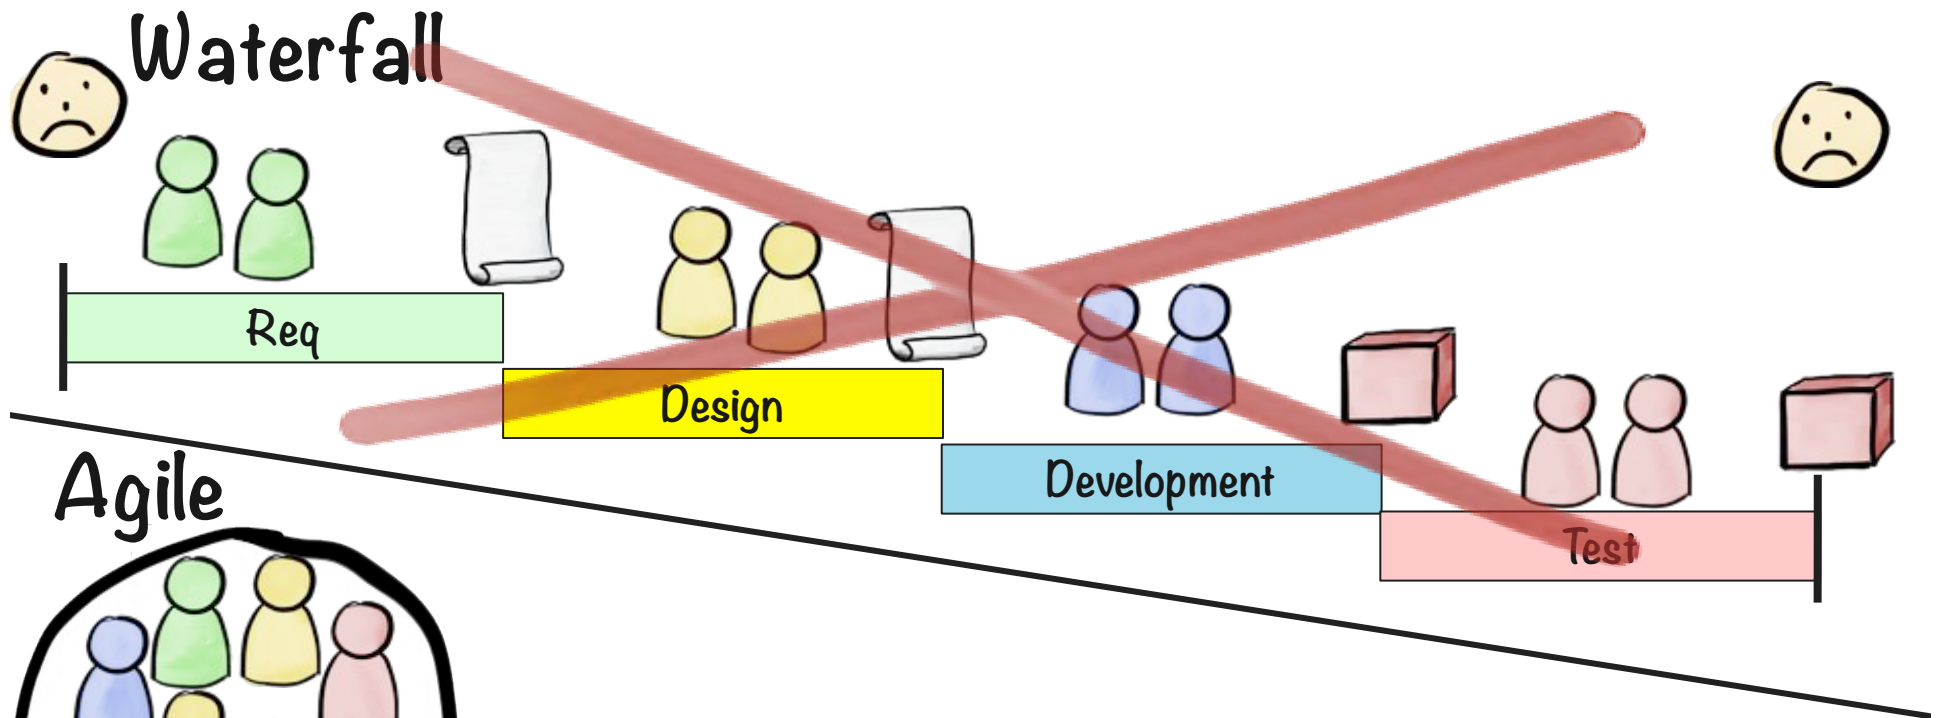 Waterfall
Req
Design
Development
Test
Agile